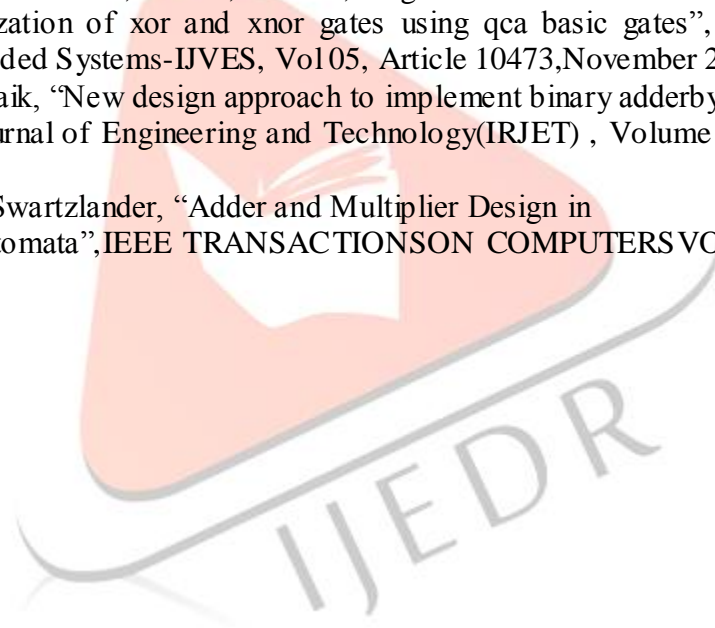 zation of xor and xnor gates using qca basic gates”,
ded Systems-IJVES, Vol 05, Article 10473,November 2
aik, “New design approach to implement binary adderby
urnal of Engineering and Technology(IRJET) , Volume
Swartzlander, “Adder and Multiplier Design in
tomata”,IEEE TRANSACTIONSON COMPUTERS VO
IJEDR